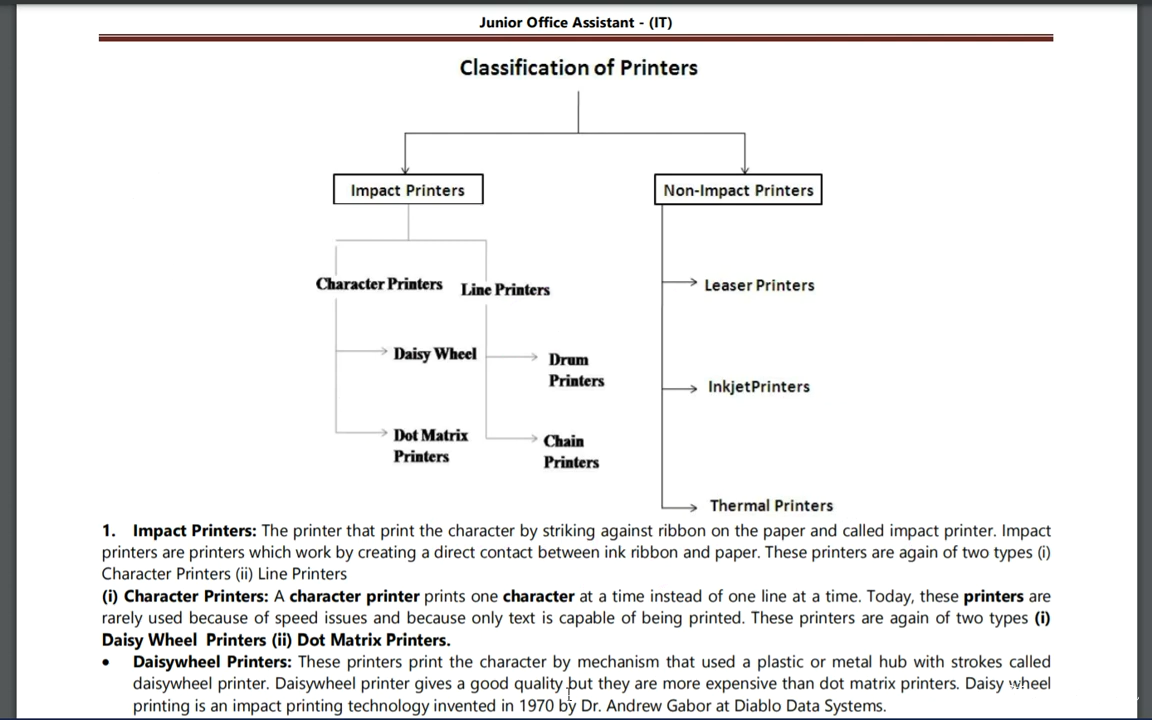 Junior Office Assistant - (IT)
Classification of Printers
Impact Printers
Non-Impact Printers
Character Printers
Line Printers
Leaser Printers
Daisy Wheel
Drum
Printers
InkjetPrinters
Dot Matrix
Printers
Chain
Printers
Thermal Printers
1. Impact Printers: The printer that print the character by striking against ribbon on the paper and called impact printer. Impact
printers are printers which work by creating a direct contact between ink ribbon and paper. These printers are again of two types (i)
Character Printers (ii) Line Printers
(i) Character Printers: A character printer prints one character at a time instead of one line at a time. Today, these printers are
rarely used because of speed issues and because only text is capable of being printed. These printers are again of two types (i)
Daisy Wheel Printers (ii) Dot Matrix Printers.
• Daisywheel Printers: These printers print the character by mechanism that used a plastic or metal hub with strokes called
daisywheel printer. Daisywheel printer gives a good quality but they are more expensive than dot matrix printers. Daisy wheel
printing is an impact printing technology invented in 1970 by Dr. Andrew Gabor at Diablo Data Systems.